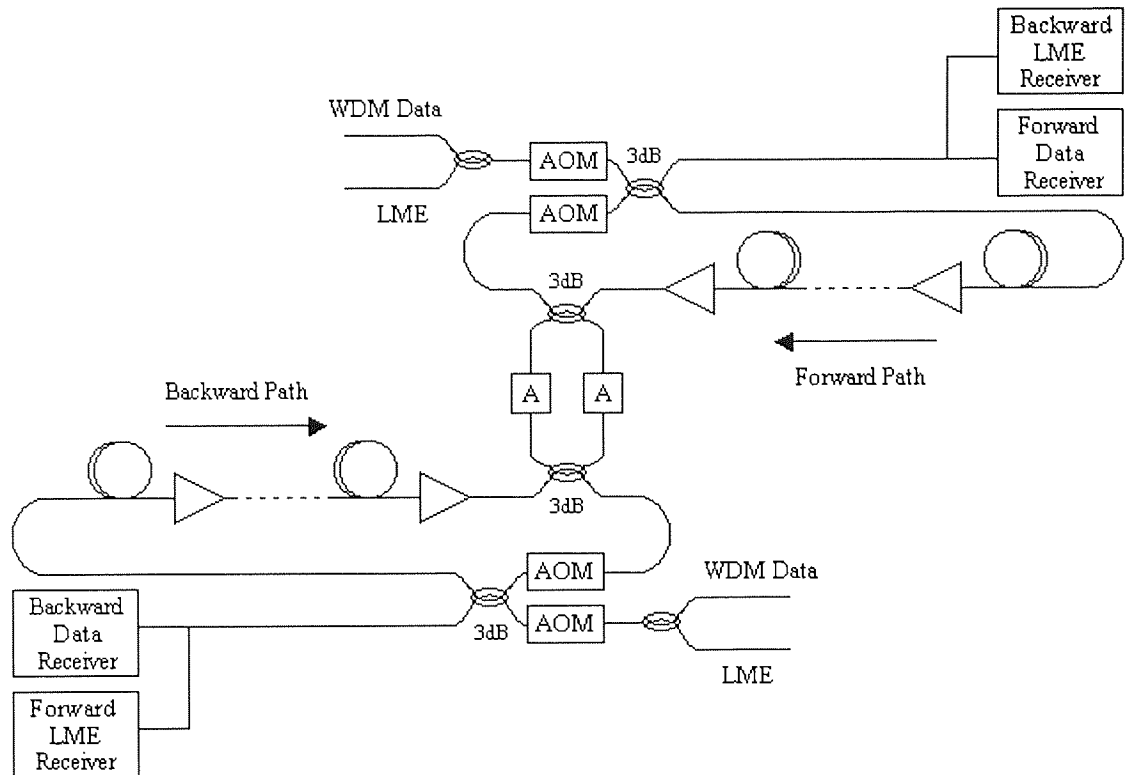 Backward
LME
Receiver
WDM Data
Forward
Data
Receiver
AOM
3dB
LME
AOM
3dB
Forward Path
A
A
Backward Path
3dB
AOM
WDM Data
Backward
Data
Receiver
3dB
AOM
LME
Forward
LME
Receiver